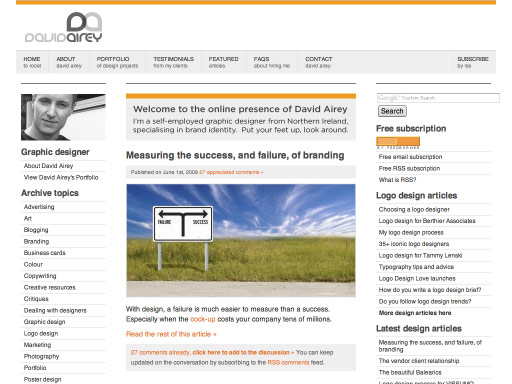 DAVIDAIREY
HOME
to roost
ABOUT
david airey
PORTFOLIO
of design projects
TESTIMONIALS
from my clients
FEATURED
articles
FAQS
about hiring me
CONTACT
david airey
SUBSCRIBE
by rss
Graphic designer
About David Airey
View David Airey's Portfolio
Archive topics
Advertising
Art
Blogging
Branding
Business cards
Colour
Copywriting
Creative resources
Critiques
Dealing with designers
Graphic design
Logo design
Marketing
Photography
Portfolio
Poster design
Welcome to the online presence of David Airey
I'm a self-employed graphic designer from Northern Ireland,
specialising in brand identity. Put your feet up, look around.
Measuring the success, and failure, of branding
Published on June 1st, 2009 27 appreciated comments »
FAILURE
SUCCESS
With design, a failure is much easier to measure than a success.
Especially when the cock-up costs your company tens of millions.
Read the rest of this article »
27 comments already, click here to add to the discussion » You can keep
updated on the conversation by subscribing to the RSS comments feed.
Google Custom Search
Search
Free subscription
BY FEEDBURNER
Free email subscription
Free RSS subscription
What is RSS?
Logo design articles
Choosing a logo designer
Logo design for Berthier Associates
My logo design process
35+ iconic logo designers
Logo design for Tammy Lenski
Typography tips and advice
Logo Design Love launches
How do you write a logo design brief?
Do you follow logo design trends?
More design articles here
Latest design articles
Measuring the success, and failure, of
branding
The vendor client relationship
The beautiful Balearics
Logo design process for VISSUMO